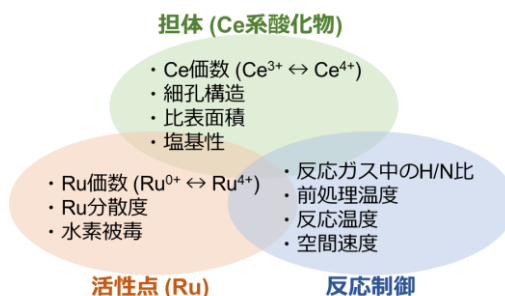 担体 (Ce系酸化物)
・Ce価数 (Ce³⁺ ↔ Ce⁴⁺)
・細孔構造
・比表面積
・塩基性
・Ru価数 (Ru⁰⁺ ↔ Ru⁴⁺)
・Ru分散度
・水素被毒
・反応ガス中のH/N比
・前処理温度
・反応温度
・空間速度
活性点 (Ru)
反応制御